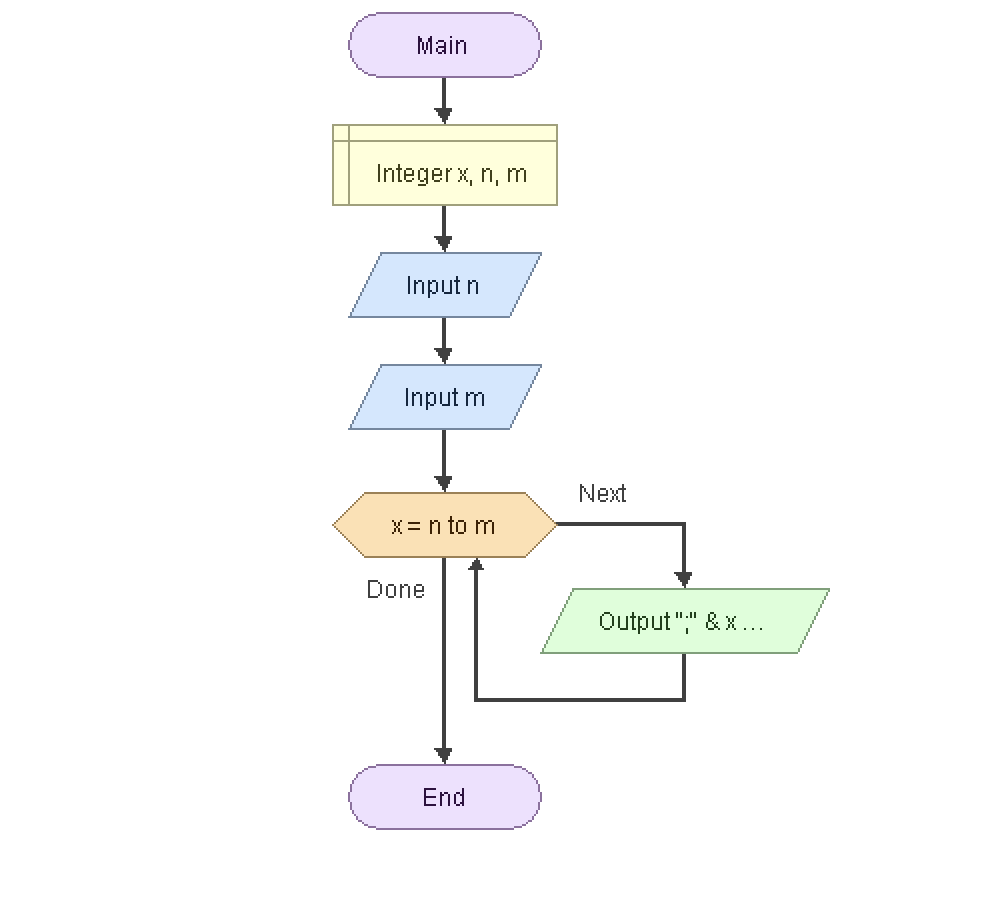 Main
Integer x, n, m
Input n
Input m
x = n to m
Next
Done
Output ";" & x ...
End